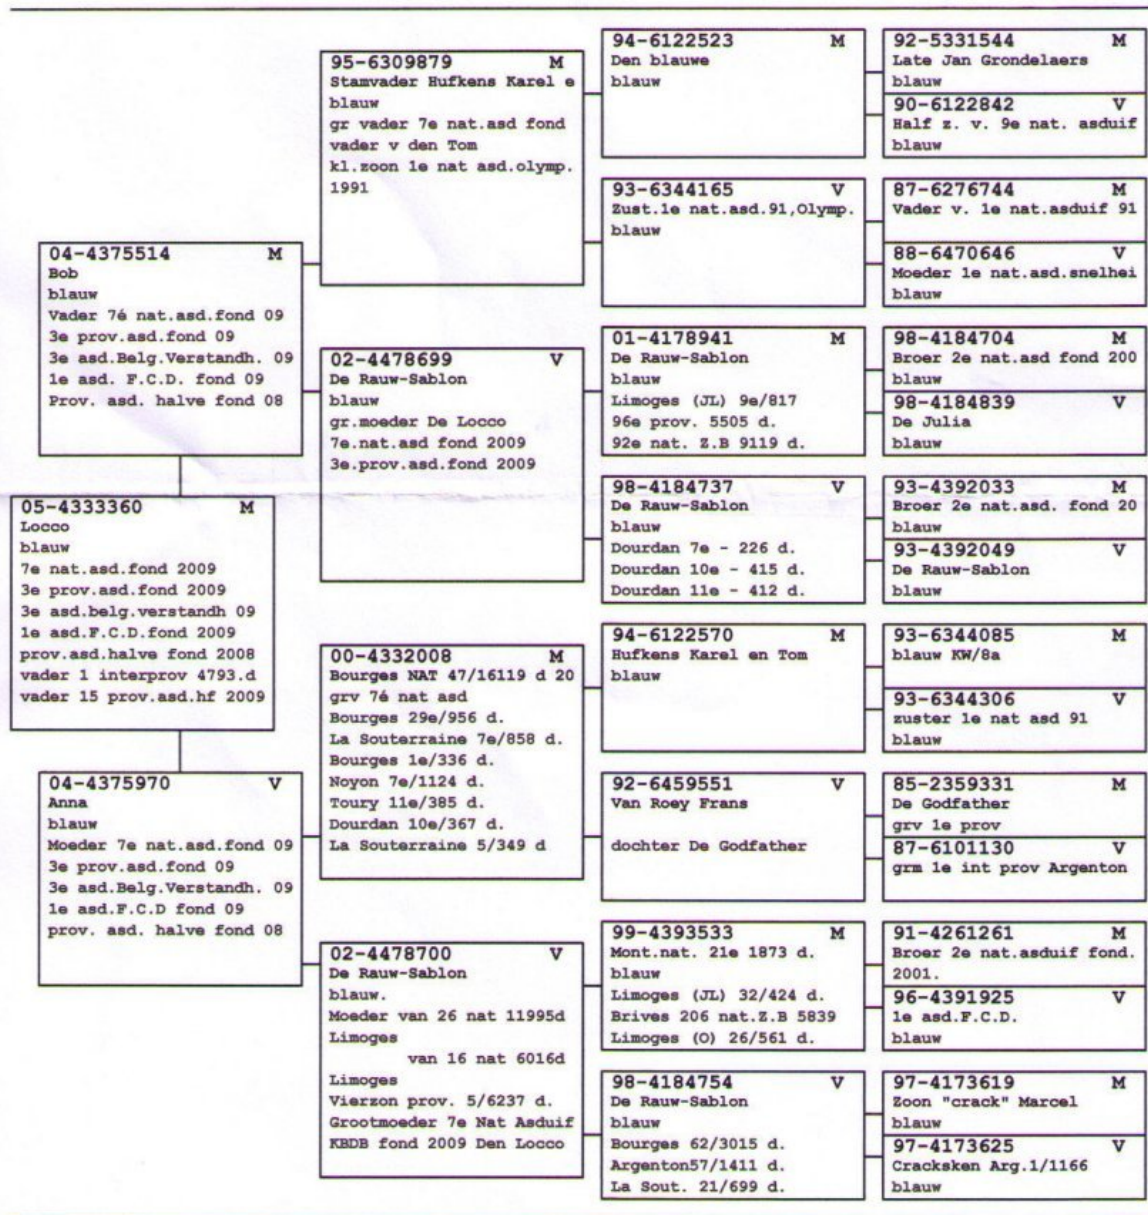 04-4375514 M
Bob
blauw
Vader 7é nat.asd.fond 09
3e prov.asd.fond 09
3e asd.Belg.Verstandh. 09
1e asd. F.C.D. fond 09
Prov. asd. halve fond 08
05-4333360 M
Locco
blauw
7e nat.asd.fond 2009
3e prov.asd.fond 2009
3e asd.belg.verstandh 09
1e asd.F.C.D.fond 2009
prov.asd.halve fond 2008
vader 1 interprov 4793.d
vader 15 prov.asd.hf 2009
04-4375970 V
Anna
blauw
Moeder 7e nat.asd.fond 09
3e prov.asd.fond 09
3e asd.Belg.Verstandh. 09
1e asd.F.C.D fond 09
prov. asd. halve fond 08
95-6309879 M
Stamvader Hufkens Karel e
blauw
gr vader 7e nat.asd fond
vader v den Tom
kl.zoon 1e nat asd.olymp.
1991
02-4478699 V
De Rauw-Sablon
blauw
gr.moeder De Locco
7e.nat.asd fond 2009
3e.prov.asd.fond 2009
00-4332008 M
Bourges NAT 47/16119 d 20
grv 7é nat asd
Bourges 29e/956 d.
La Souterraine 7e/858 d.
Bourges 1e/336 d.
Noyon 7e/1124 d.
Toury 11e/385 d.
Dourdan 10e/367 d.
La Souterraine 5/349 d
02-4478700 V
De Rauw-Sablon
blauw.
Moeder van 26 nat 11995d
Limoges
van 16 nat 6016d
Limoges
Vierzon prov. 5/6237 d.
Grootmoeder 7e Nat Asduif
KBDB fond 2009 Den Locco
94-6122523 M
Den blauwe
blauw
93-6344165 V
Zust.1e nat.asd.91,Olymp.
blauw
01-4178941 M
De Rauw-Sablon
blauw
Limoges (JL) 9e/817
96e prov. 5505 d.
92e nat. Z.B 9119 d.
98-4184737 V
De Rauw-Sablon
blauw
Dourdan 7e - 226 d.
Dourdan 10e - 415 d.
Dourdan 11e - 412 d.
94-6122570 M
Hufkens Karel en Tom
blauw
92-6459551 V
Van Roey Frans
dochter De Godfather
99-4393533 M
Mont.nat. 21e 1873 d.
blauw
Limoges (JL) 32/424 d.
Brives 206 nat.Z.B 5839
Limoges (O) 26/561 d.
98-4184754 V
De Rauw-Sablon
blauw
Bourges 62/3015 d.
Argenton57/1411 d.
La Sout. 21/699 d.
92-5331544 M
Late Jan Grondelaers
blauw
90-6122842 V
Half z. v. 9e nat. asduif
blauw
87-6276744 M
Vader v. 1e nat.asduif 91
88-6470646 V
Moeder 1e nat.asd.snelhei
blauw
98-4184704 M
Broer 2e nat.asd fond 200
blauw
98-4184839 V
De Julia
blauw
93-4392033 M
Broer 2e nat.asd. fond 20
blauw
93-4392049 V
De Rauw-Sablon
blauw
93-6344085 M
blauw KW/8a
93-6344306 V
zuster 1e nat asd 91
blauw
85-2359331 M
De Godfather
grv 1e prov
87-6101130 V
grm 1e int prov Argenton
91-4261261 M
Broer 2e nat.asduif fond.
2001.
96-4391925 V
1e asd.F.C.D.
blauw
97-4173619 M
Zoon "crack" Marcel
blauw
97-4173625 V
Cracksken Arg.1/1166
blauw